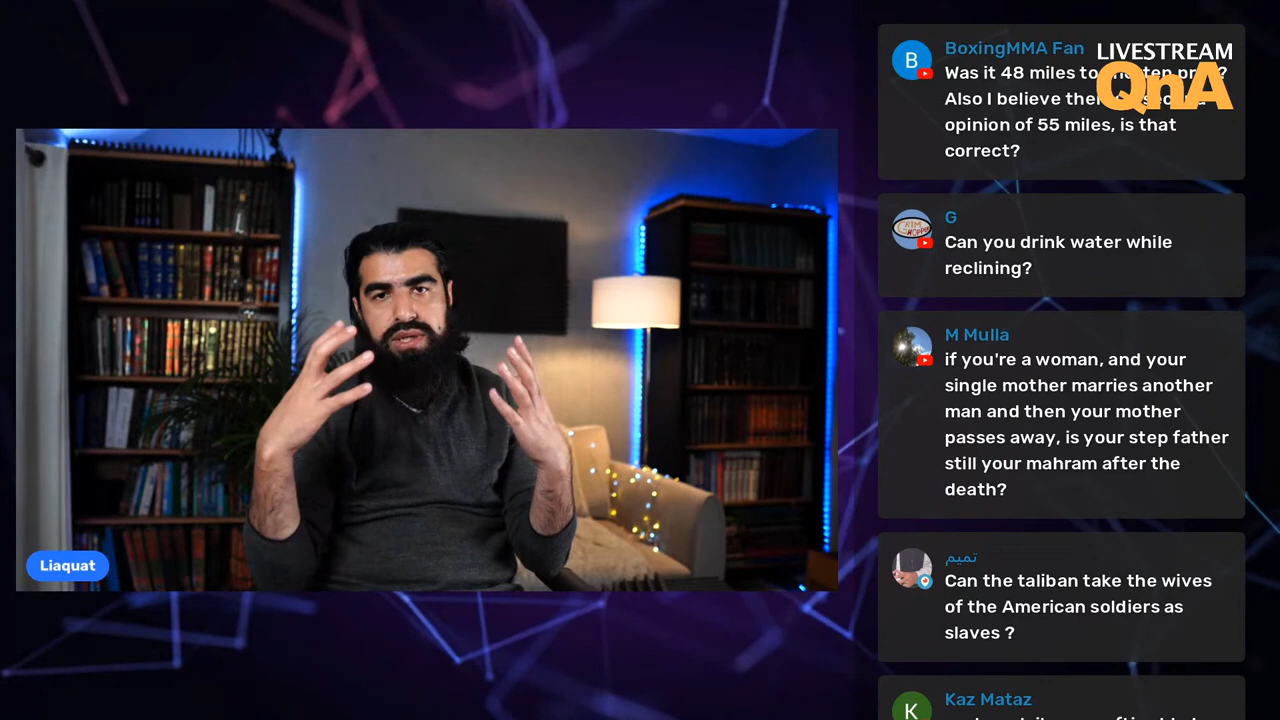 LIVESTREAM
QnA
B
BoxingMMA Fan
Was it 48 miles to
Also I believe
opinion of 55 miles, is that
correct?
G
Can you drink water while
reclining?
M Mulla
if you're a woman, and your
single mother marries another
man and then your mother
passes away, is your step father
still your mahram after the
death?
تميم
Can the taliban take the wives
of the American soldiers as
slaves ?
K
Kaz Mataz
Liaquat